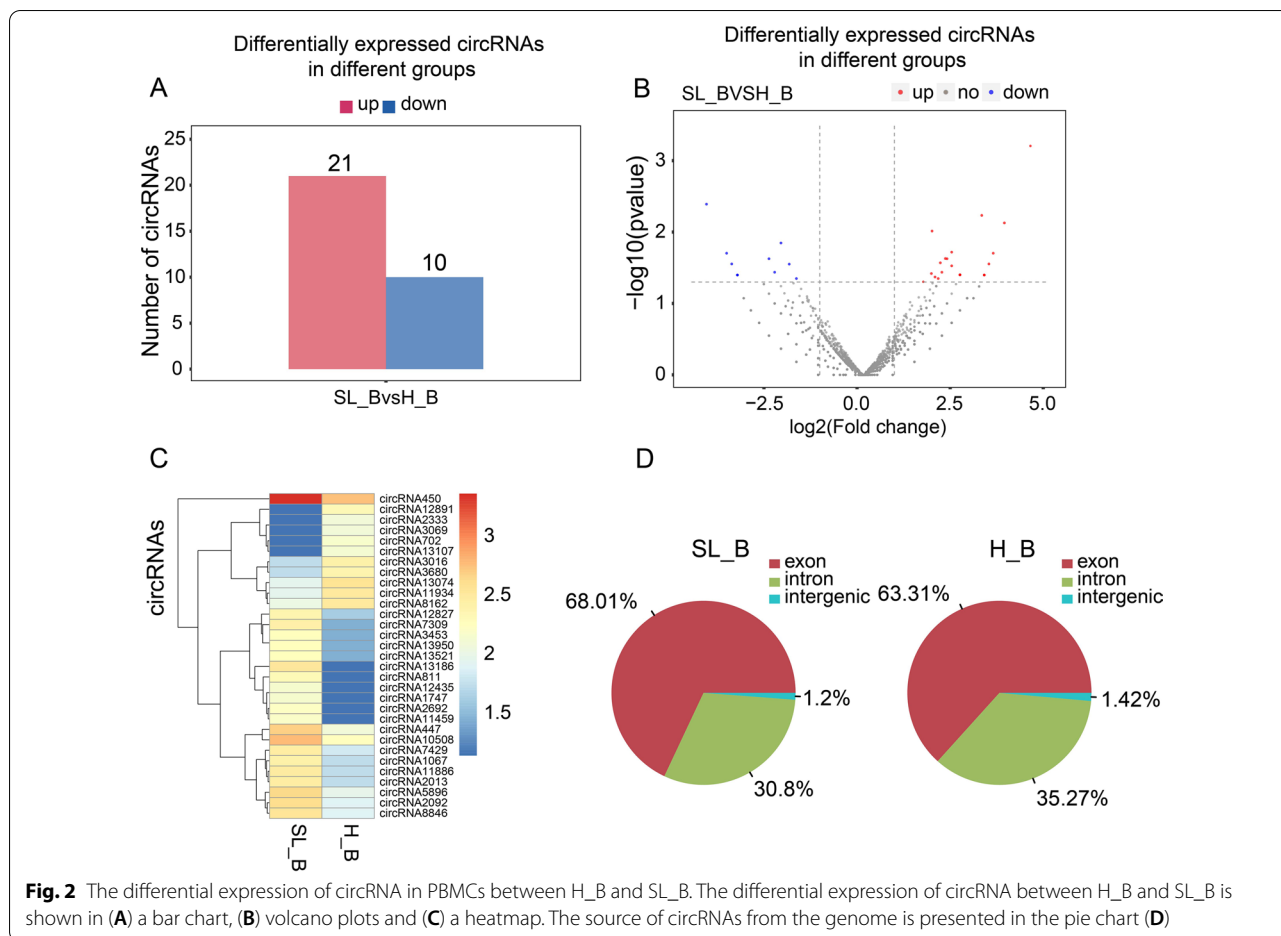 Differentially expressed circRNAs
in different groups
A
up down
Number of circRNAs
25
20
15
10
5
0
21
10
SL_BvsH_B
Differentially expressed circRNAs
in different groups
B
SL_BVSH_B
up no down
−log10(pvalue)
3
2
1
0
−2.5 0.0 2.5 5.0
log2(Fold change)
C
circRNAs
circRNA450
circRNA12891
circRNA2333
circRNA3069
circRNA702
circRNA13107
circRNA3016
circRNA3680
circRNA13074
circRNA11934
circRNA8162
circRNA12827
circRNA7309
circRNA3453
circRNA13950
circRNA13521
circRNA13186
circRNA811
circRNA12435
circRNA1747
circRNA2692
circRNA11459
circRNA447
circRNA10508
circRNA7429
circRNA1067
circRNA11886
circRNA2013
circRNA5896
circRNA2092
circRNA8846
3
2.5
2
1.5
SL_B
H_B
D
SL_B
exon
intron
intergenic
68.01%
1.2%
30.8%
H_B
exon
intron
intergenic
63.31%
1.42%
35.27%
Fig. 2 The differential expression of circRNA in PBMCs between H_B and SL_B. The differential expression of circRNA between H_B and SL_B is
shown in (A) a bar chart, (B) volcano plots and (C) a heatmap. The source of circRNAs from the genome is presented in the pie chart (D)